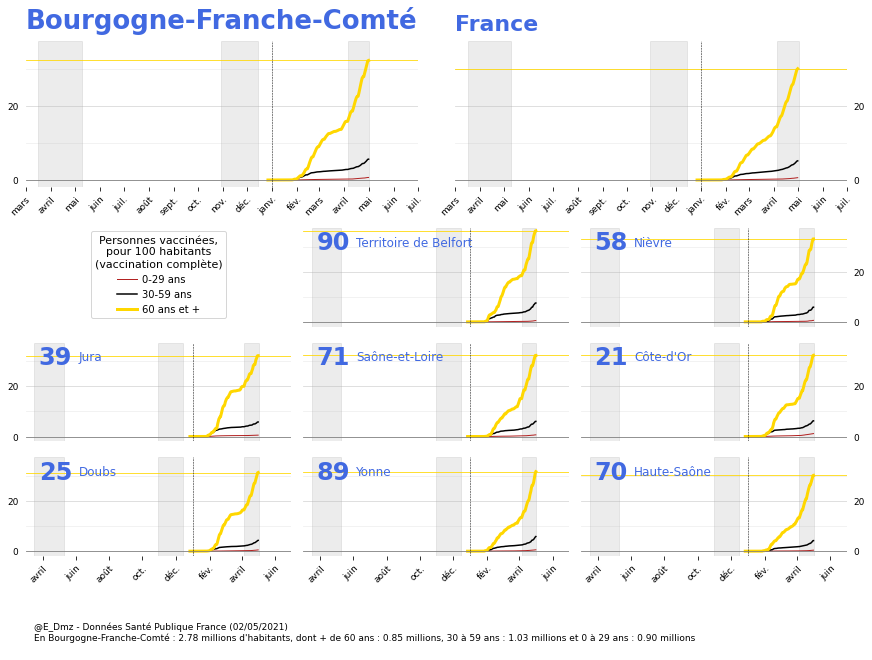 Bourgogne-Franche-Comté
France
20
0
20
0
mars avril mai juin juil. août sept. oct. nov. déc. janv. fév. mars avril mai juin juil.
mars avril mai juin juil. août sept. oct. nov. déc. janv. fév. mars avril mai juin juil.
Personnes vaccinées,
pour 100 habitants
(vaccination complète)
0-29 ans
30-59 ans
60 ans et +
90 Territoire de Belfort
58 Nièvre
20
0
39 Jura
71 Saône-et-Loire
21 Côte-d'Or
20
0
20
0
25 Doubs
89 Yonne
70 Haute-Saône
20
0
20
0
avril juin août oct. déc. fév. avril juin
avril juin août oct. déc. fév. avril juin
avril juin août oct. déc. fév. avril juin
@E_Dmz - Données Santé Publique France (02/05/2021)
En Bourgogne-Franche-Comté : 2.78 millions d'habitants, dont + de 60 ans : 0.85 millions, 30 à 59 ans : 1.03 millions et 0 à 29 ans : 0.90 millions